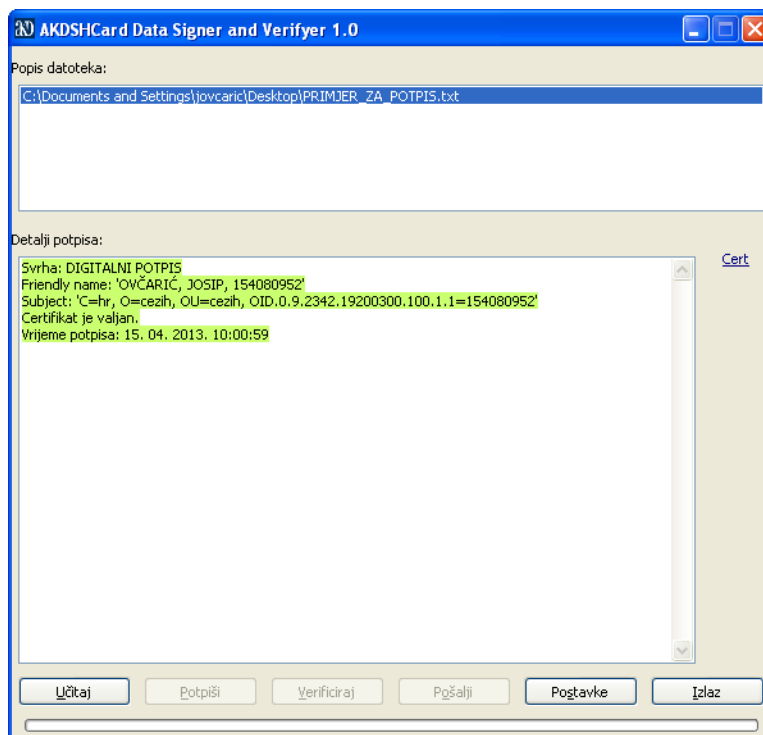 AKD AKDSHCard Data Signer and Verifyer 1.0
Popis datoteka:
C:\Documents and Settings\jovcaric\Desktop\PRIMJER_ZA_POTPIS.txt
Detalji potpisa:
Cert
Svrha: DIGITALNI POTPIS
Friendly name: 'OVČARIĆ, JOSIP, 154080952'
Subject: 'C=hr, O=cezih, OU=cezih, OID.0.9.2342.19200300.100.1.1=154080952'
Certifikat je valjan.
Vrijeme potpisa: 15. 04. 2013. 10:00:59
Učitaj Potpiši Verificiraj Pošalji Postavke Izlaz